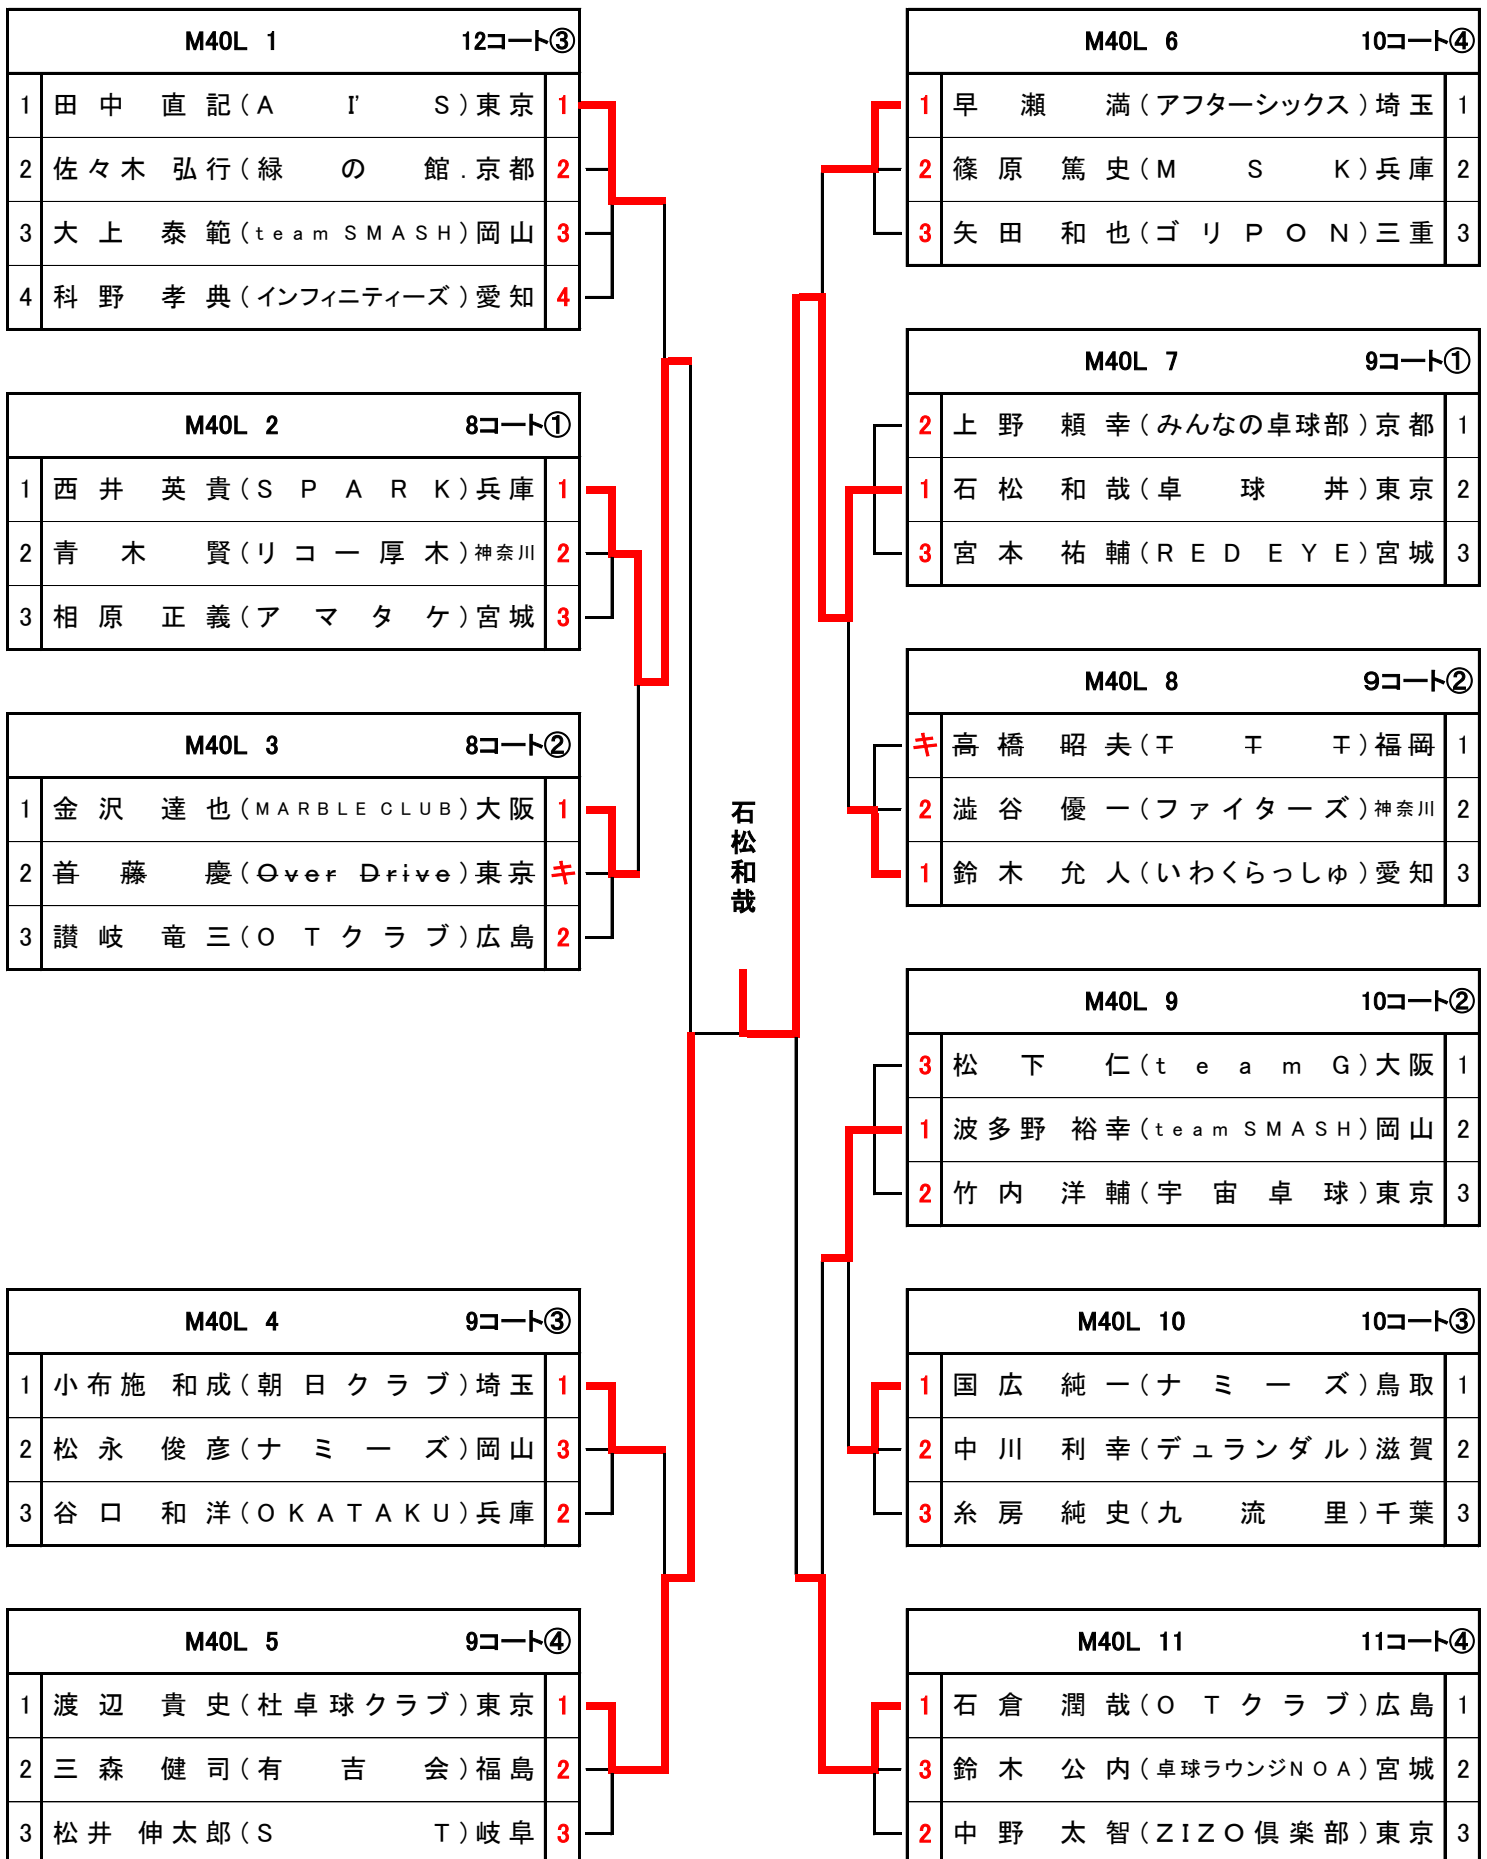 M40L 1 12コート③
1 田中 直記(A I' S)東京 1
2 佐々木 弘行(緑の館.京都 2
3 大上 泰範(team SMASH)岡山 3
4 科野 孝典(インフィニティーズ)愛知 4
M40L 2 8コート①
1 西井 英貴(SPARK)兵庫 1
2 青木 賢(リコー厚木)神奈川 2
3 相原 正義(アマタケ)宮城 3
M40L 3 8コート②
1 金沢 達也(MARBLE CLUB)大阪 1
2 首藤 慶(Over Drive)東京 キ
3 讃岐 竜三(OTクラブ)広島 2
M40L 4 9コート③
1 小布施 和成(朝日クラブ)埼玉 1
2 松永 俊彦(ナミーズ)岡山 3
3 谷口 和洋(OKATAKU)兵庫 2
M40L 5 9コート④
1 渡辺 貴史(杜卓球クラブ)東京 1
2 三森 健司(有吉会)福島 2
3 松井 伸太郎(ST)岐阜 3
石松和哉
M40L 6 10コート④
1 早瀬 満(アフターシックス)埼玉 1
2 篠原 篤史(MSK)兵庫 2
3 矢田 和也(ゴリPON)三重 3
M40L 7 9コート①
2 上野 頼幸(みんなの卓球部)京都 1
1 石松 和哉(卓球丼)東京 2
3 宮本 祐輔(RED EYE)宮城 3
M40L 8 9コート②
キ 高橋 昭夫(TTT)福岡 1
2 澁谷 優一(ファイターズ)神奈川 2
1 鈴木 允人(いわくらっしゅ)愛知 3
M40L 9 10コート②
3 松下 仁(team G)大阪 1
1 波多野 裕幸(team SMASH)岡山 2
2 竹内 洋輔(宇宙卓球)東京 3
M40L 10 10コート③
1 国広 純一(ナミーズ)鳥取 1
2 中川 利幸(デュランダル)滋賀 2
3 糸房 純史(九流里)千葉 3
M40L 11 11コート④
1 石倉 潤哉(OTクラブ)広島 1
3 鈴木 公内(卓球ラウンジNOA)宮城 2
2 中野 太智(ZIZO倶楽部)東京 3